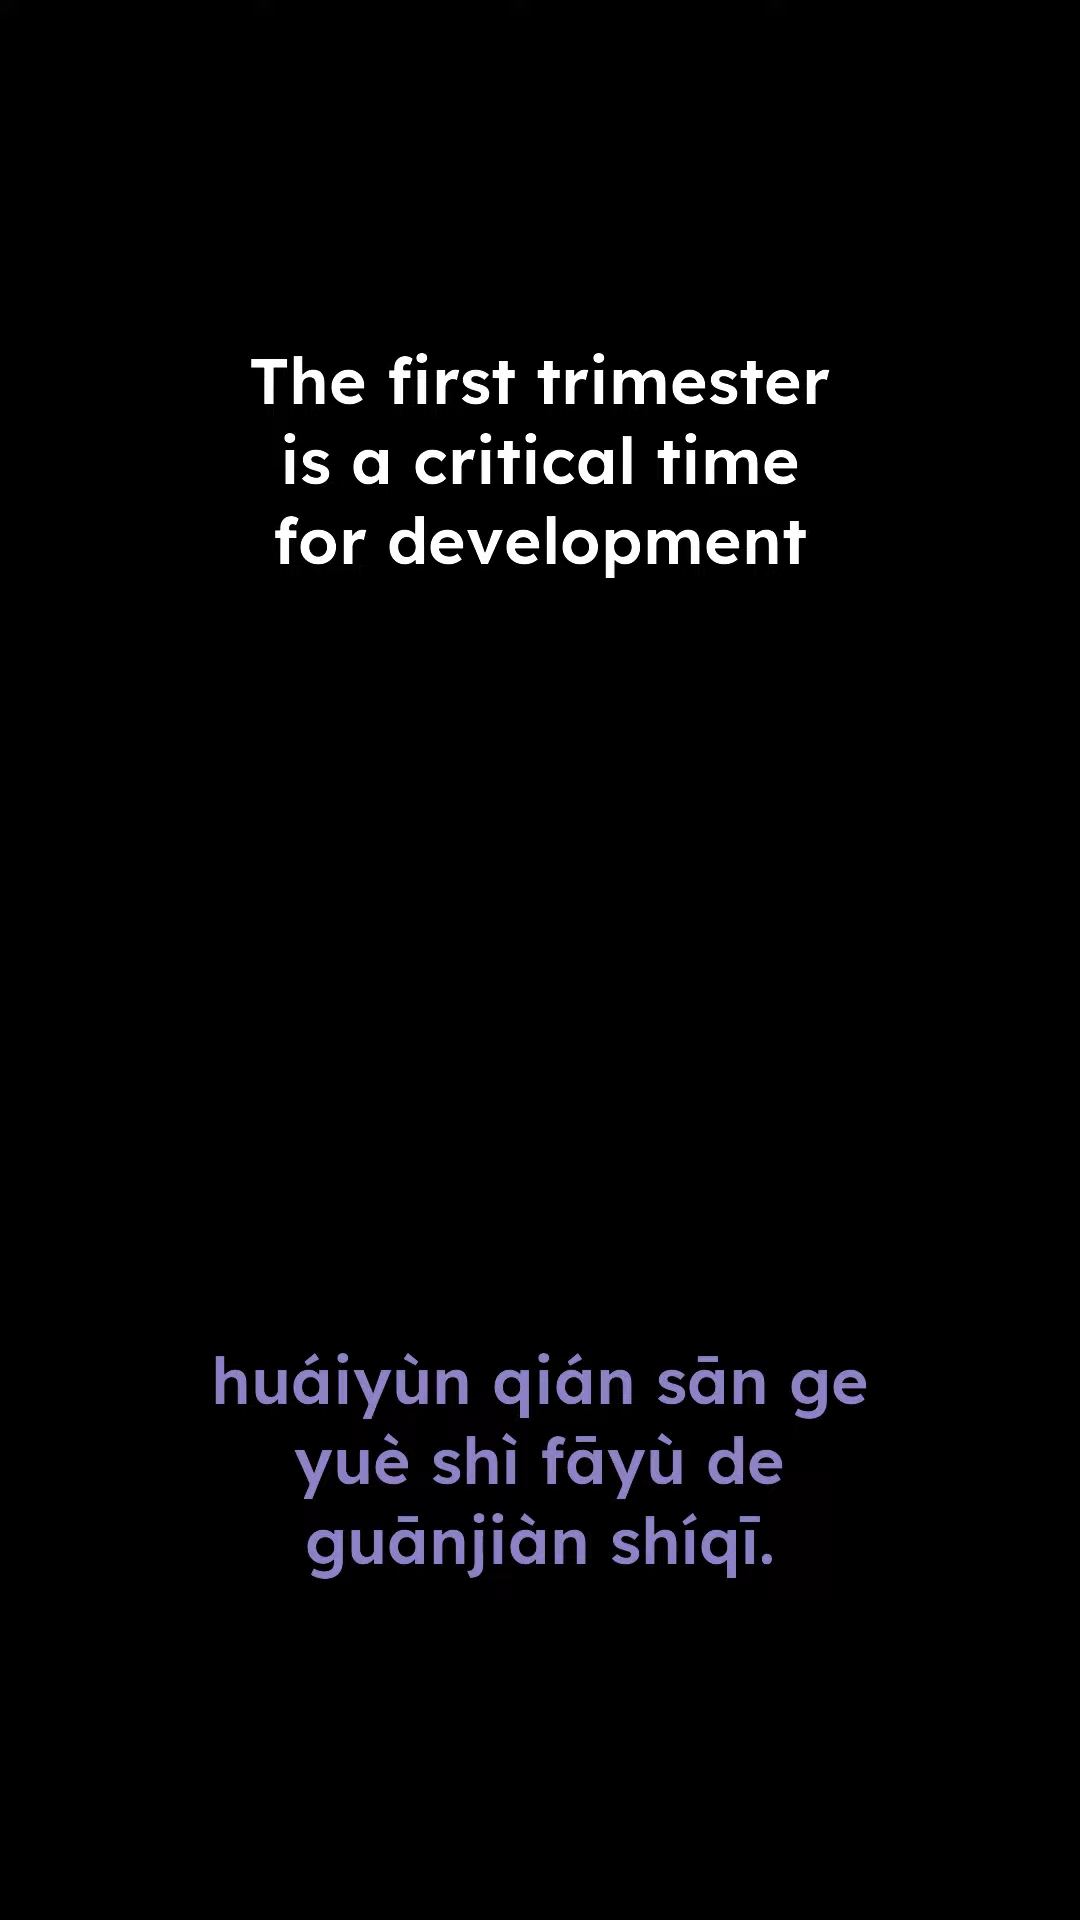 The first trimester
is a critical time
for development
huáiyùn qián sān ge
yuè shì fāyù de
guānjiàn shíqī.